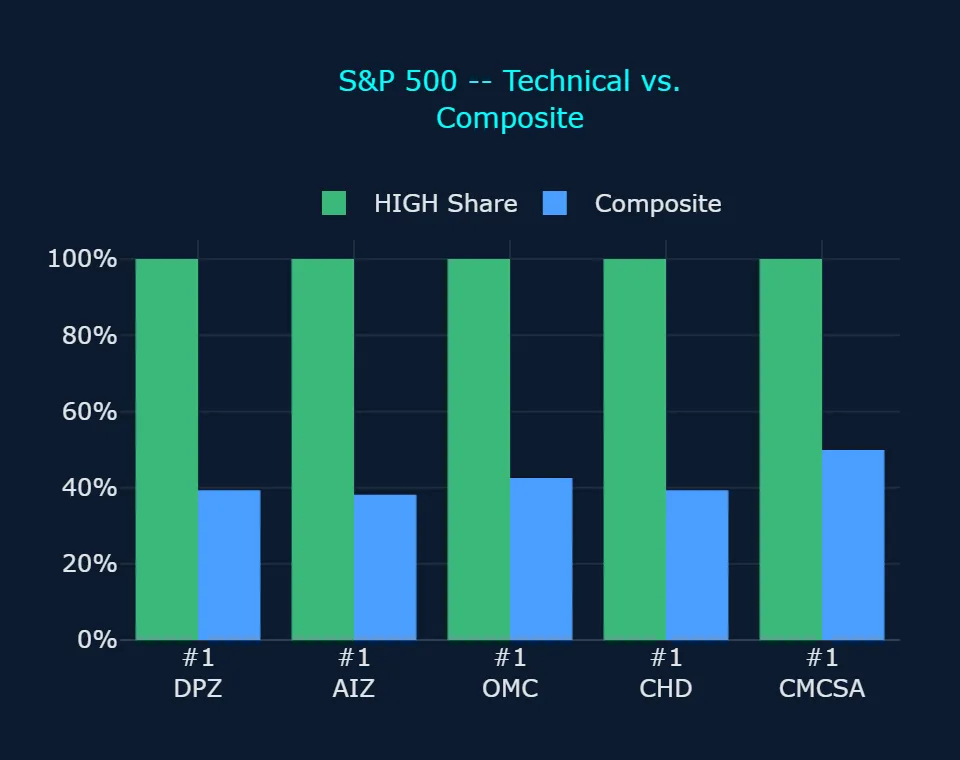 S&P 500 -- Technical vs.
Composite
HIGH Share
Composite
100%
80%
60%
40%
20%
0%
#1
DPZ
#1
AIZ
#1
OMC
#1
CHD
#1
CMCSA